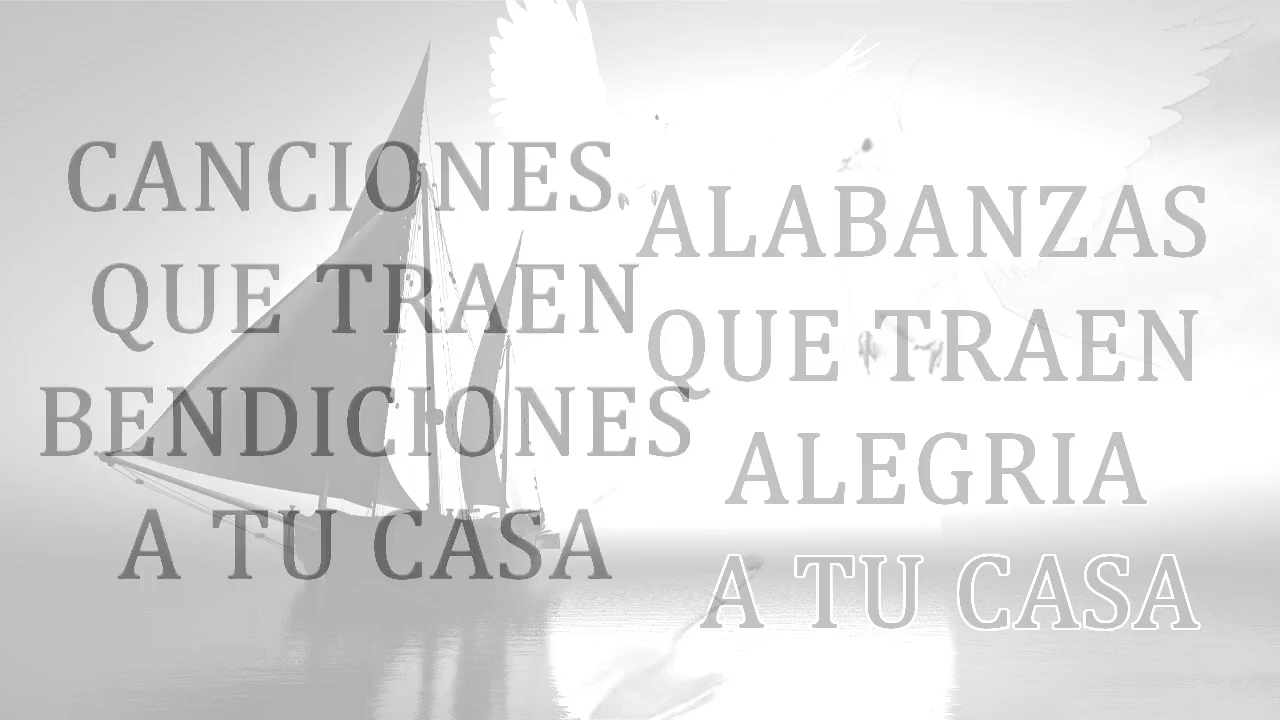 CANCIONES
QUE TRAEN
BENDICIONES
A TU CASA
ALABANZAS
QUE TRAEN
ALEGRIA
A TU CASA